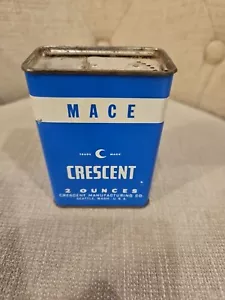 MACE
TRADE MARK
CRESCENT
2 OUNCES
CRESCENT MANUFACTURING CO.
SEATTLE, WASH. U.S.A.